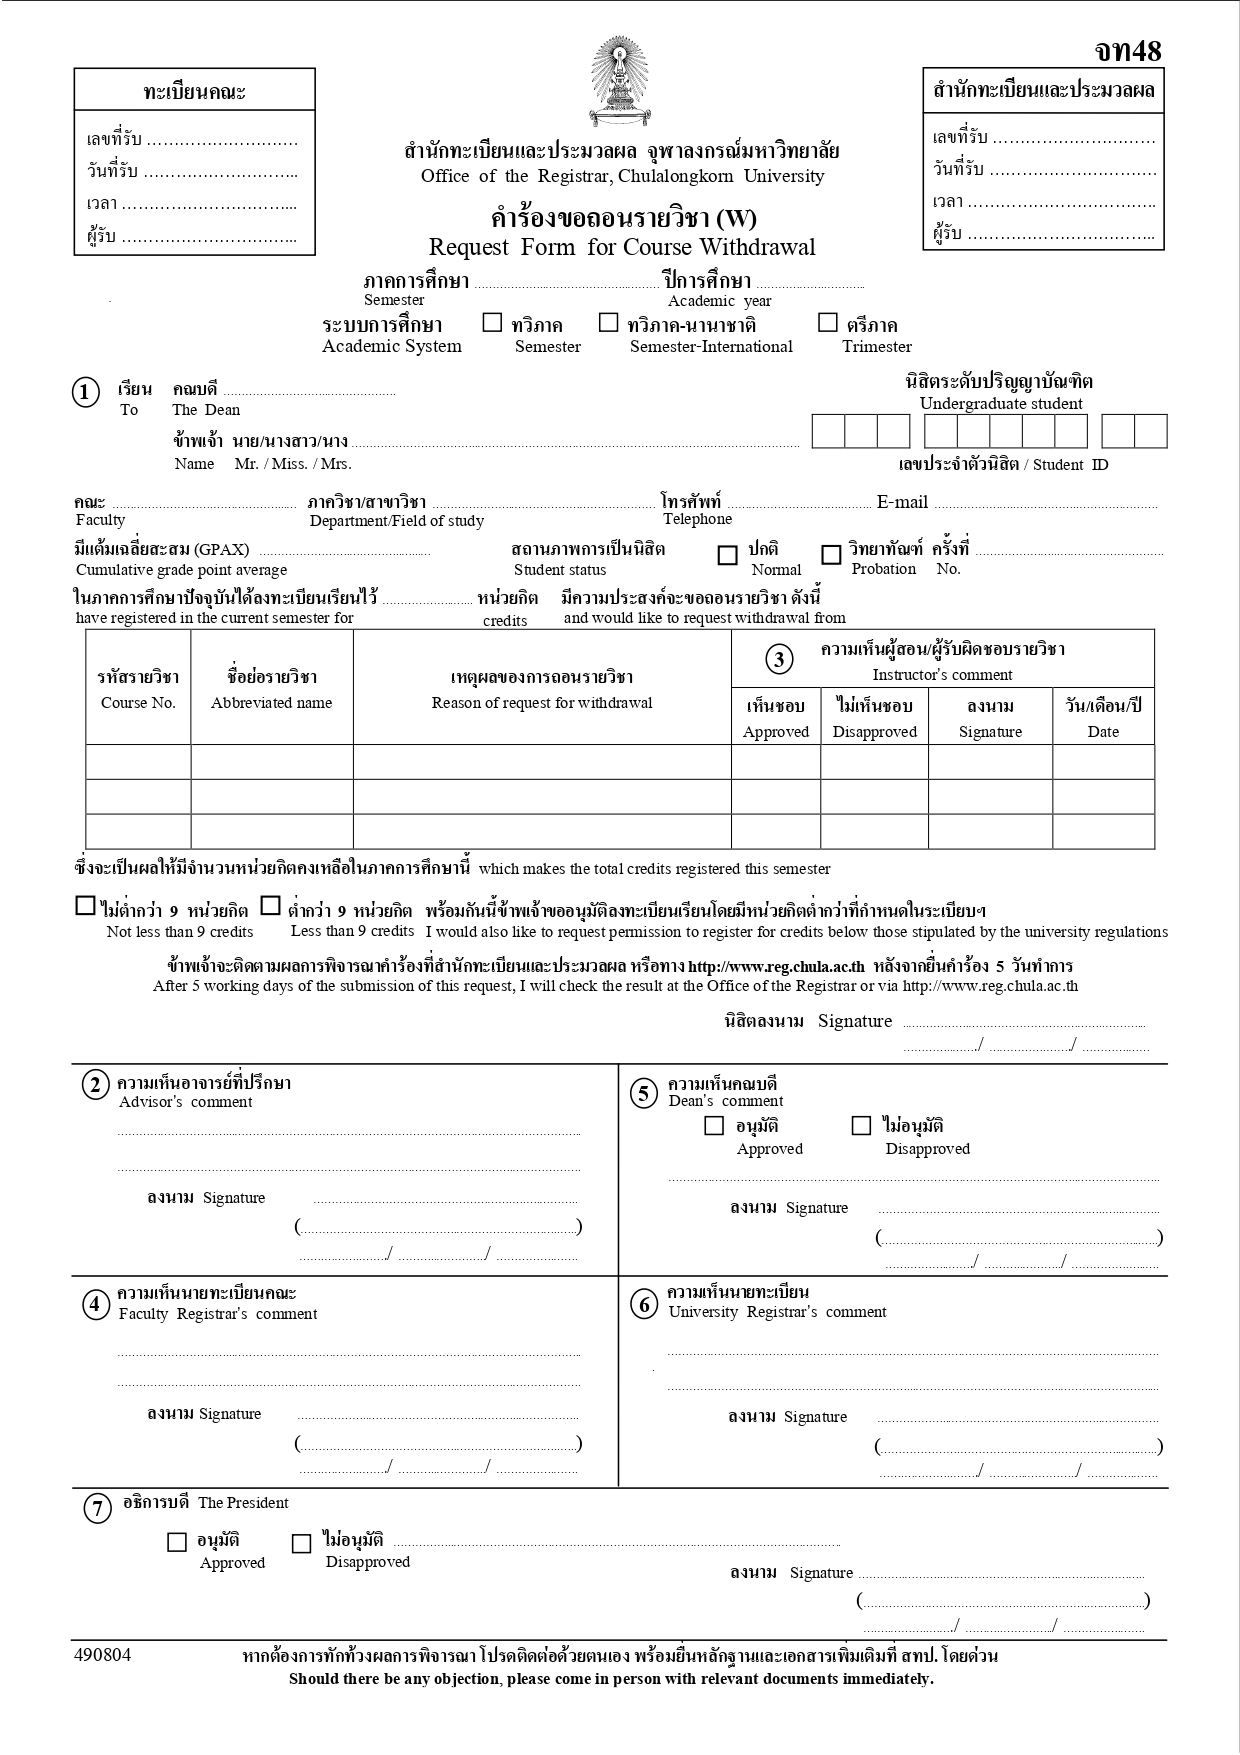 จท48
ทะเบียนคณะ
เลขที่รับ ……………………….
วันที่รับ ………………………..
เวลา …………………………...
ผู้รับ …………………………...
สำนักทะเบียนและประมวลผล
เลขที่รับ …………………………
วันที่รับ …………………………
เวลา …………………………….
ผู้รับ ……………………………..
สำนักทะเบียนและประมวลผล จุฬาลงกรณ์มหาวิทยาลัย
Office of the Registrar, Chulalongkorn University
คำร้องขอถอนรายวิชา (W)
Request Form for Course Withdrawal
ภาคการศึกษา ........................ ปีการศึกษา ........................
Semester Academic year
ระบบการศึกษา ☐ ทวิภาค ☐ ทวิภาค-นานาชาติ ☐ ตรีภาค
Academic System Semester Semester-International Trimester
1 เรียน คณบดี ........................
To The Dean
นิสิตระดับปริญญาบัณฑิต
Undergraduate student
ข้าพเจ้า นาย/นางสาว/นาง ........................
Name Mr. / Miss. / Mrs.
เลขประจำตัวนิสิต / Student ID
คณะ ........................ ภาควิชา/สาขาวิชา ........................ โทรศัพท์ ........................ E-mail ........................
Faculty Department/Field of study Telephone
มีแต้มเฉลี่ยสะสม (GPAX) ........................ สถานภาพการเป็นนิสิต ☐ ปกติ ☐ วิทยาทัณฑ์ ครั้งที่ ........................
Cumulative grade point average Student status Normal Probation No.
ในภาคการศึกษาปัจจุบันได้ลงทะเบียนเรียนไว้ ........................ หน่วยกิต มีความประสงค์จะขอถอนรายวิชา ดังนี้
have registered in the current semester for credits and would like to request withdrawal from
รหัสรายวิชา ชื่อย่อรายวิชา เหตุผลของการถอนรายวิชา
Course No. Abbreviated name Reason of request for withdrawal
3 ความเห็นผู้สอน/ผู้รับผิดชอบรายวิชา
Instructor's comment
เห็นชอบ ไม่เห็นชอบ ลงนาม วัน/เดือน/ปี
Approved Disapproved Signature Date
ซึ่งจะเป็นผลให้มีจำนวนหน่วยกิตคงเหลือในภาคการศึกษานี้ which makes the total credits registered this semester
☐ ไม่ต่ำกว่า 9 หน่วยกิต ☐ ต่ำกว่า 9 หน่วยกิต พร้อมกันนี้ข้าพเจ้าขออนุมัติลงทะเบียนเรียนโดยมีหน่วยกิตต่ำกว่าที่กำหนดในระเบียบฯ
Not less than 9 credits Less than 9 credits I would also like to request permission to register for credits below those stipulated by the university regulations
ข้าพเจ้าจะติดตามผลการพิจารณาคำร้องที่สำนักทะเบียนและประมวลผล หรือทาง http://www.reg.chula.ac.th หลังจากยื่นคำร้อง 5 วันทำการ
After 5 working days of the submission of this request, I will check the result at the Office of the Registrar or via http://www.reg.chula.ac.th
นิสิตลงนาม Signature ........................
............/ ............/ ............
2 ความเห็นอาจารย์ที่ปรึกษา
Advisor's comment
........................
........................
ลงนาม Signature ........................
(........................)
............/ ............/ ............
5 ความเห็นคณบดี
Dean's comment
☐ อนุมัติ ☐ ไม่อนุมัติ
Approved Disapproved
........................
ลงนาม Signature ........................
(........................)
............/ ............/ ............
4 ความเห็นนายทะเบียนคณะ
Faculty Registrar's comment
........................
........................
ลงนาม Signature ........................
(........................)
............/ ............/ ............
6 ความเห็นนายทะเบียน
University Registrar's comment
........................
........................
ลงนาม Signature ........................
(........................)
............/ ............/ ............
7 อธิการบดี The President
☐ อนุมัติ ☐ ไม่อนุมัติ ........................
Approved Disapproved
ลงนาม Signature ........................
(........................)
............/ ............/ ............
490804 หากต้องการทักท้วงผลการพิจารณา โปรดติดต่อด้วยตนเอง พร้อมยื่นหลักฐานและเอกสารเพิ่มเติมที่ สทป. โดยด่วน
Should there be any objection, please come in person with relevant documents immediately.